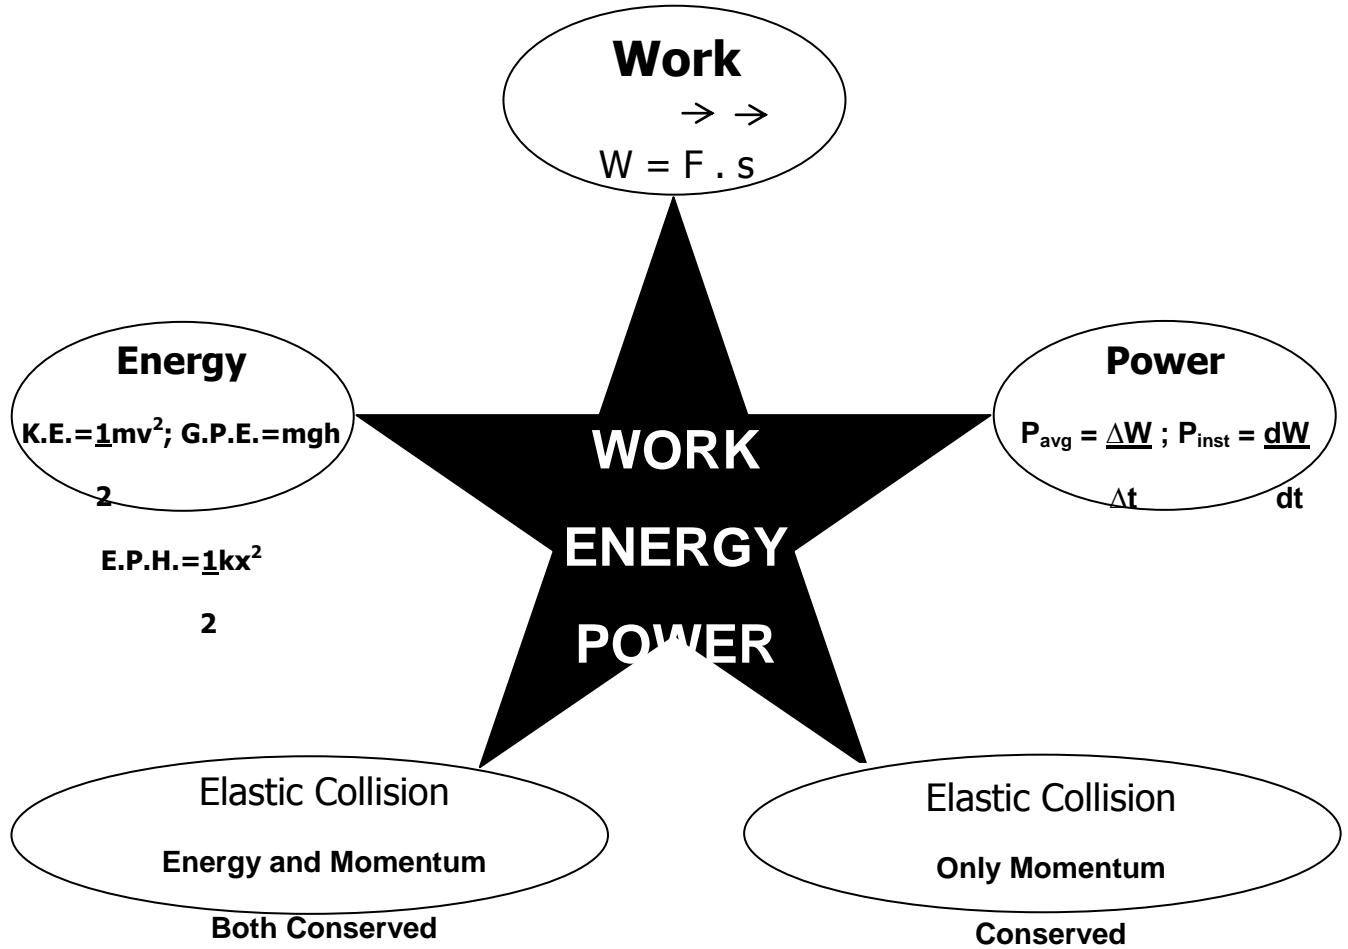 Work
→ →
W = F . s
Energy
K.E.=1mv²; G.P.E.=mgh
2
E.P.H.=1kx²
2
Power
Pavg = ΔW ; Pinst = dW
Δt dt
WORK
ENERGY
POWER
Elastic Collision
Energy and Momentum
Both Conserved
Elastic Collision
Only Momentum
Conserved